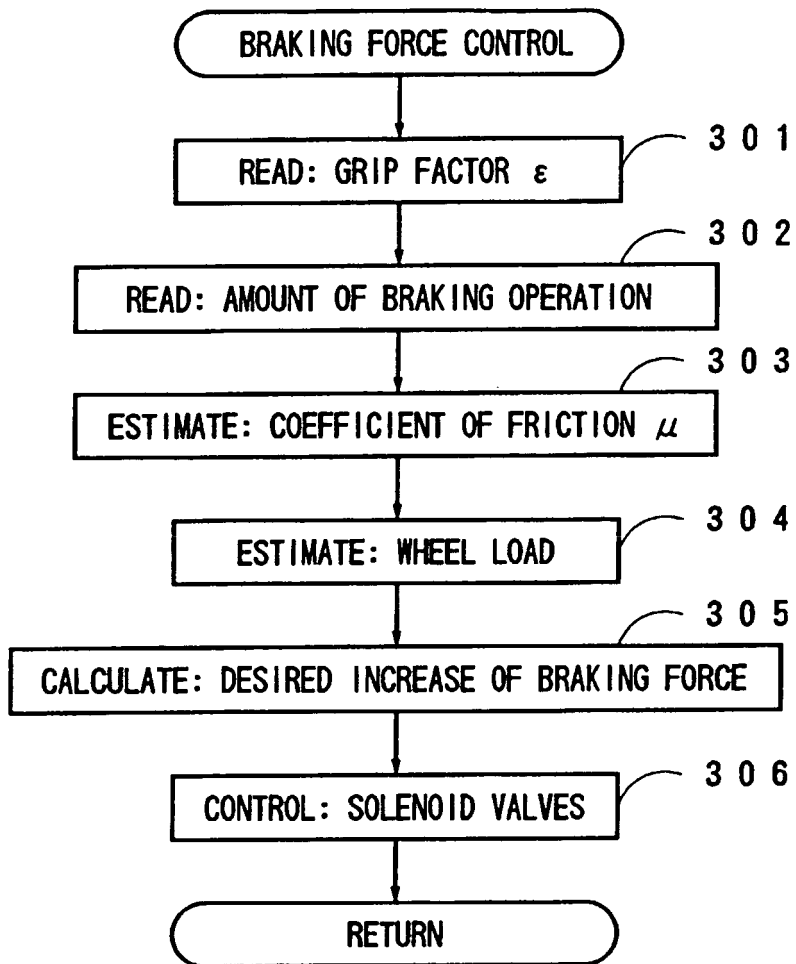 BRAKING FORCE CONTROL
301
READ: GRIP FACTOR ε
302
READ: AMOUNT OF BRAKING OPERATION
303
ESTIMATE: COEFFICIENT OF FRICTION μ
304
ESTIMATE: WHEEL LOAD
305
CALCULATE: DESIRED INCREASE OF BRAKING FORCE
306
CONTROL: SOLENOID VALVES
RETURN